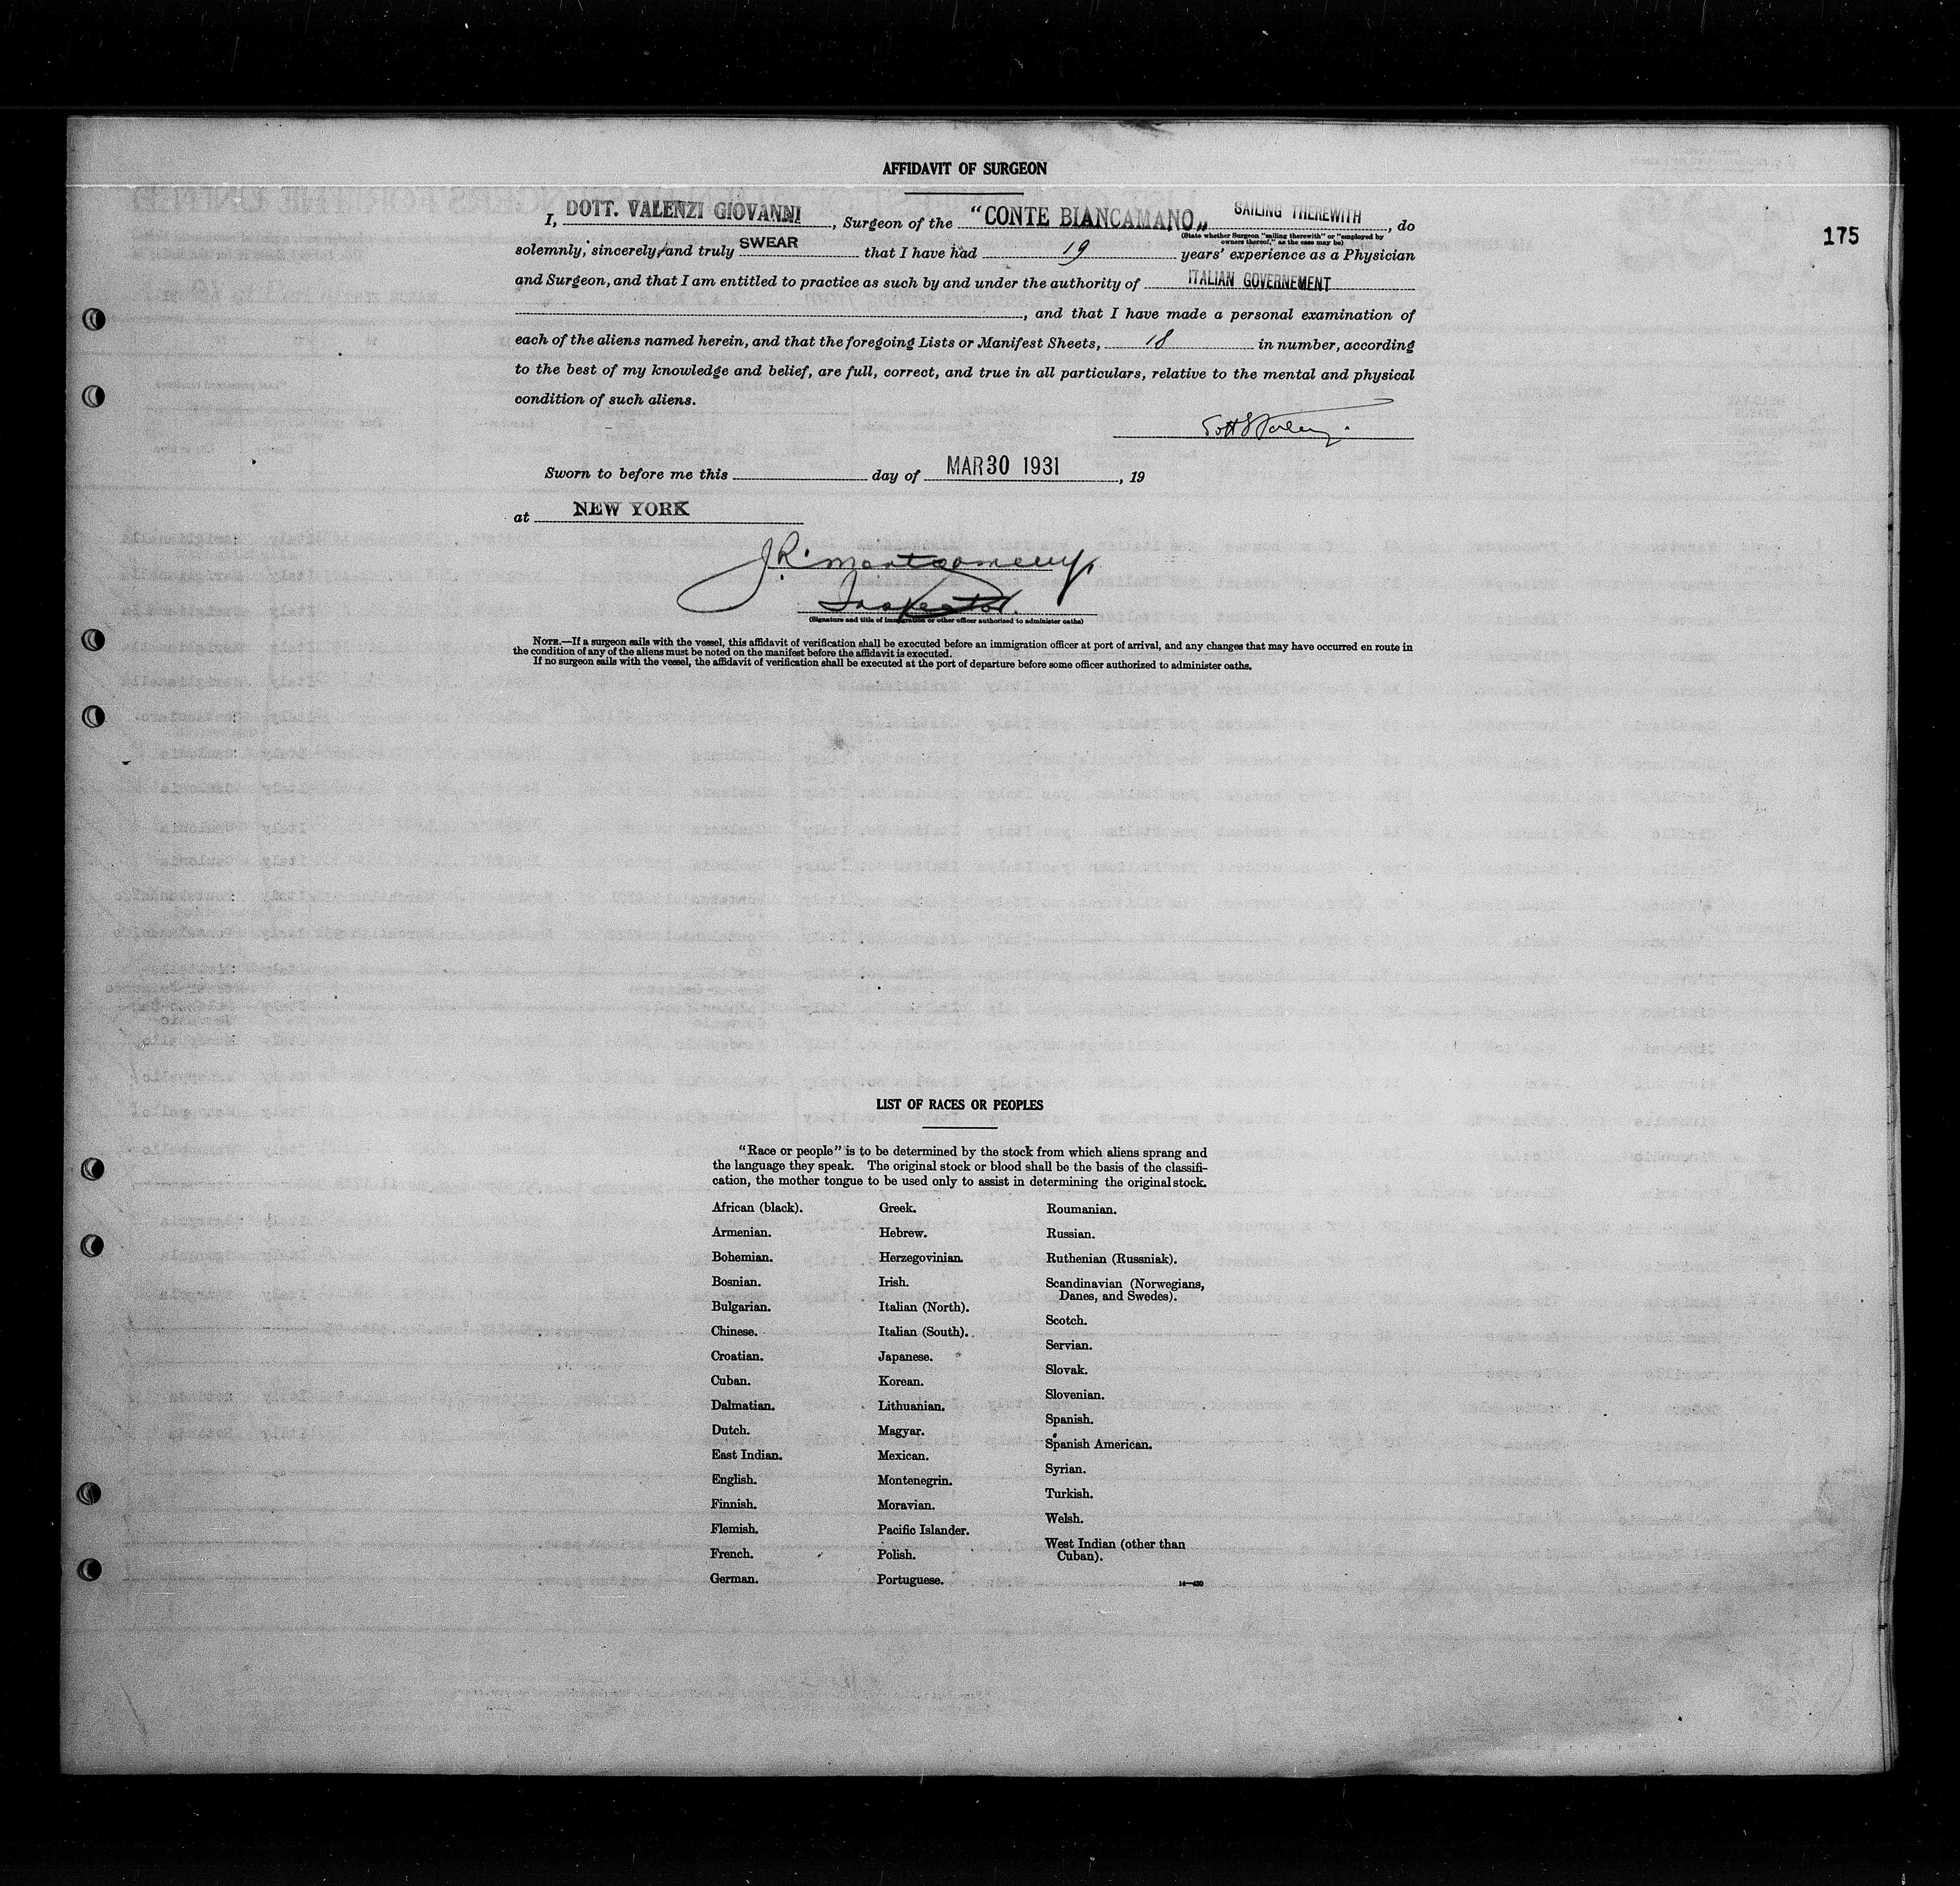 AFFIDAVIT OF SURGEON
175
I, DOTT. VALENZI GIOVANNI, Surgeon of the "CONTE BIANCAMANO" SAILING THEREWITH, do
(State whether Surgeon "sailing therewith" or "employed by
owners thereof," as the case may be)
solemnly, sincerely, and truly SWEAR that I have had 19 years' experience as a Physician
and Surgeon, and that I am entitled to practice as such by and under the authority of ITALIAN GOVERNEMENT
, and that I have made a personal examination of
each of the aliens named herein, and that the foregoing Lists or Manifest Sheets, 18 in number, according
to the best of my knowledge and belief, are full, correct, and true in all particulars, relative to the mental and physical
condition of such aliens.
Sworn to before me this day of MAR 30 1931, 19
at NEW YORK
J.R. Montgomery,
Inspector.
(Signature and title of immigration or other officer authorized to administer oaths)
NOTE.—If a surgeon sails with the vessel, this affidavit of verification shall be executed before an immigration officer at port of arrival, and any changes that may have occurred en route in
the condition of any of the aliens must be noted on the manifest before the affidavit is executed.
If no surgeon sails with the vessel, the affidavit of verification shall be executed at the port of departure before some officer authorized to administer oaths.
LIST OF RACES OR PEOPLES
"Race or people" is to be determined by the stock from which aliens sprang and
the language they speak. The original stock or blood shall be the basis of the classifi-
cation, the mother tongue to be used only to assist in determining the original stock.
African (black).
Armenian.
Bohemian.
Bosnian.
Bulgarian.
Chinese.
Croatian.
Cuban.
Dalmatian.
Dutch.
East Indian.
English.
Finnish.
Flemish.
French.
German.
Greek.
Hebrew.
Herzegovinian.
Irish.
Italian (North).
Italian (South).
Japanese.
Korean.
Lithuanian.
Magyar.
Mexican.
Montenegrin.
Moravian.
Pacific Islander.
Polish.
Portuguese.
Roumanian.
Russian.
Ruthenian (Russniak).
Scandinavian (Norwegians,
Danes, and Swedes).
Scotch.
Servian.
Slovak.
Slovenian.
Spanish.
Spanish American.
Syrian.
Turkish.
Welsh.
West Indian (other than
Cuban).